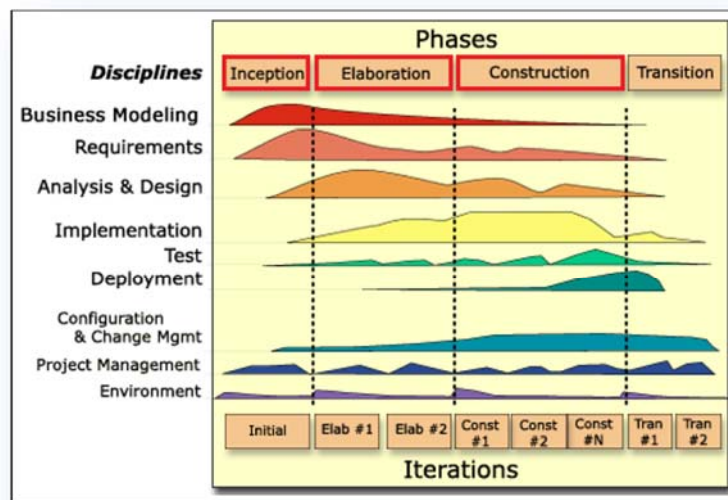 Phases
Disciplines Inception Elaboration Construction Transition
Business Modeling
Requirements
Analysis & Design
Implementation
Test
Deployment
Configuration
& Change Mgmt
Project Management
Environment
Initial Elab #1 Elab #2 Const #1 Const #2 Const #N Tran #1 Tran #2
Iterations